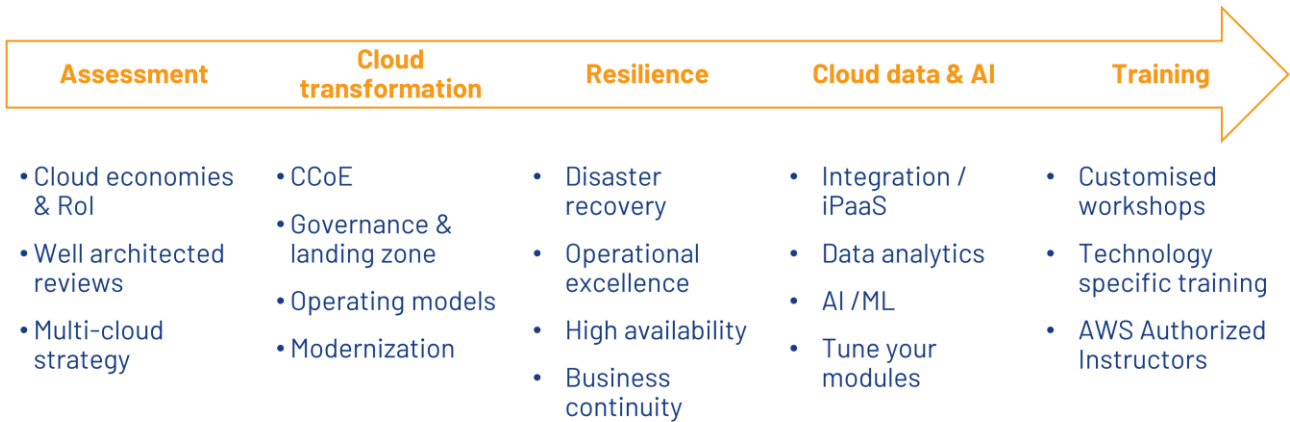 Assessment
Cloud
transformation
Resilience
Cloud data & AI
Training
• Cloud economies
& RoI
• Well architected
reviews
• Multi-cloud
strategy
• CCoE
• Governance &
landing zone
• Operating models
• Modernization
• Disaster
recovery
• Operational
excellence
• High availability
• Business
continuity
• Integration /
iPaaS
• Data analytics
• AI /ML
• Tune your
modules
• Customised
workshops
• Technology
specific training
• AWS Authorized
Instructors